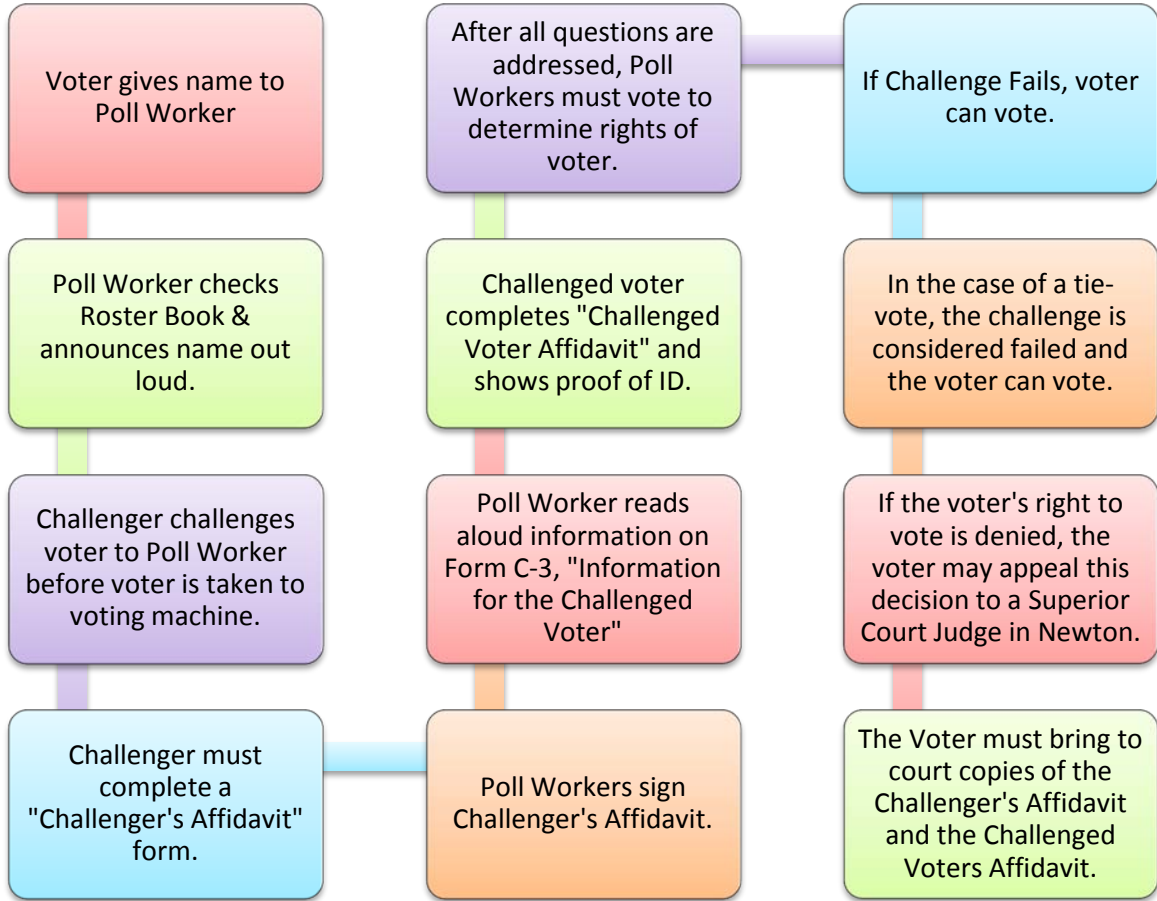 Voter gives name to
Poll Worker
Poll Worker checks
Roster Book &
announces name out
loud.
Challenger challenges
voter to Poll Worker
before voter is taken to
voting machine.
Challenger must
complete a
"Challenger's Affidavit"
form.
Poll Workers sign
Challenger's Affidavit.
Poll Worker reads
aloud information on
Form C-3, "Information
for the Challenged
Voter"
Challenged voter
completes "Challenged
Voter Affidavit" and
shows proof of ID.
After all questions are
addressed, Poll
Workers must vote to
determine rights of
voter.
If Challenge Fails, voter
can vote.
In the case of a tie-
vote, the challenge is
considered failed and
the voter can vote.
If the voter's right to
vote is denied, the
voter may appeal this
decision to a Superior
Court Judge in Newton.
The Voter must bring to
court copies of the
Challenger's Affidavit
and the Challenged
Voters Affidavit.